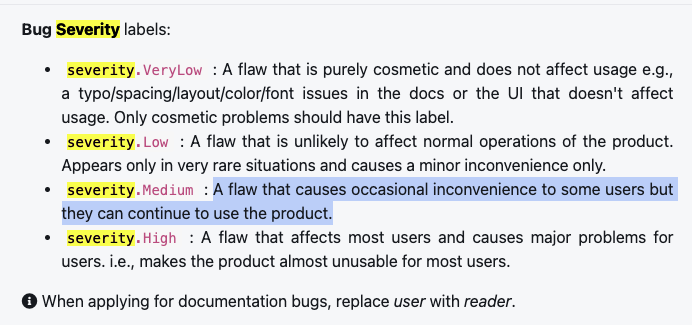 Bug Severity labels:
• severity.VeryLow : A flaw that is purely cosmetic and does not affect usage e.g.,
a typo/spacing/layout/color/font issues in the docs or the UI that doesn't affect
usage. Only cosmetic problems should have this label.
• severity.Low : A flaw that is unlikely to affect normal operations of the product.
Appears only in very rare situations and causes a minor inconvenience only.
• severity.Medium : A flaw that causes occasional inconvenience to some users but
they can continue to use the product.
• severity.High : A flaw that affects most users and causes major problems for
users. i.e., makes the product almost unusable for most users.
When applying for documentation bugs, replace user with reader.